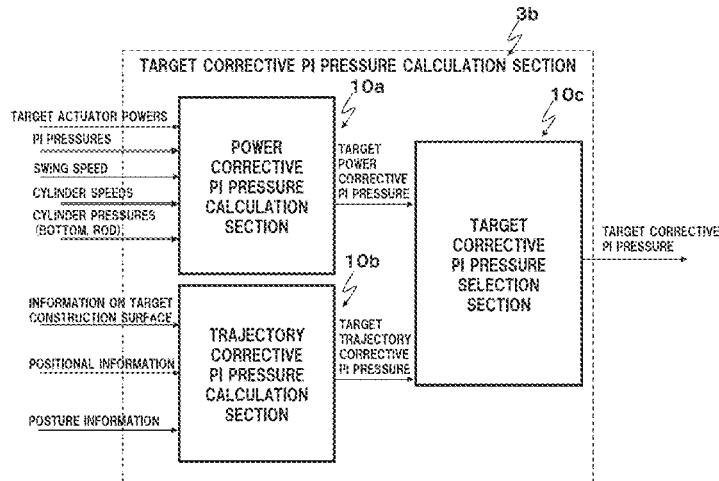 3b
TARGET CORRECTIVE PI PRESSURE CALCULATION SECTION
10a
TARGET ACTUATOR POWERS
PI PRESSURES
SWING SPEED
CYLINDER SPEEDS
CYLINDER PRESSURES
(BOTTOM, ROD)
POWER
CORRECTIVE
PI PRESSURE
CALCULATION
SECTION
TARGET
POWER
CORRECTIVE
PI PRESSURE
10b
INFORMATION ON TARGET
CONSTRUCTION SURFACE
POSITIONAL INFORMATION
POSTURE INFORMATION
TRAJECTORY
CORRECTIVE
PI PRESSURE
CALCULATION
SECTION
TARGET
TRAJECTORY
CORRECTIVE
PI PRESSURE
10c
TARGET
CORRECTIVE
PI PRESSURE
SELECTION
SECTION
TARGET CORRECTIVE
PI PRESSURE